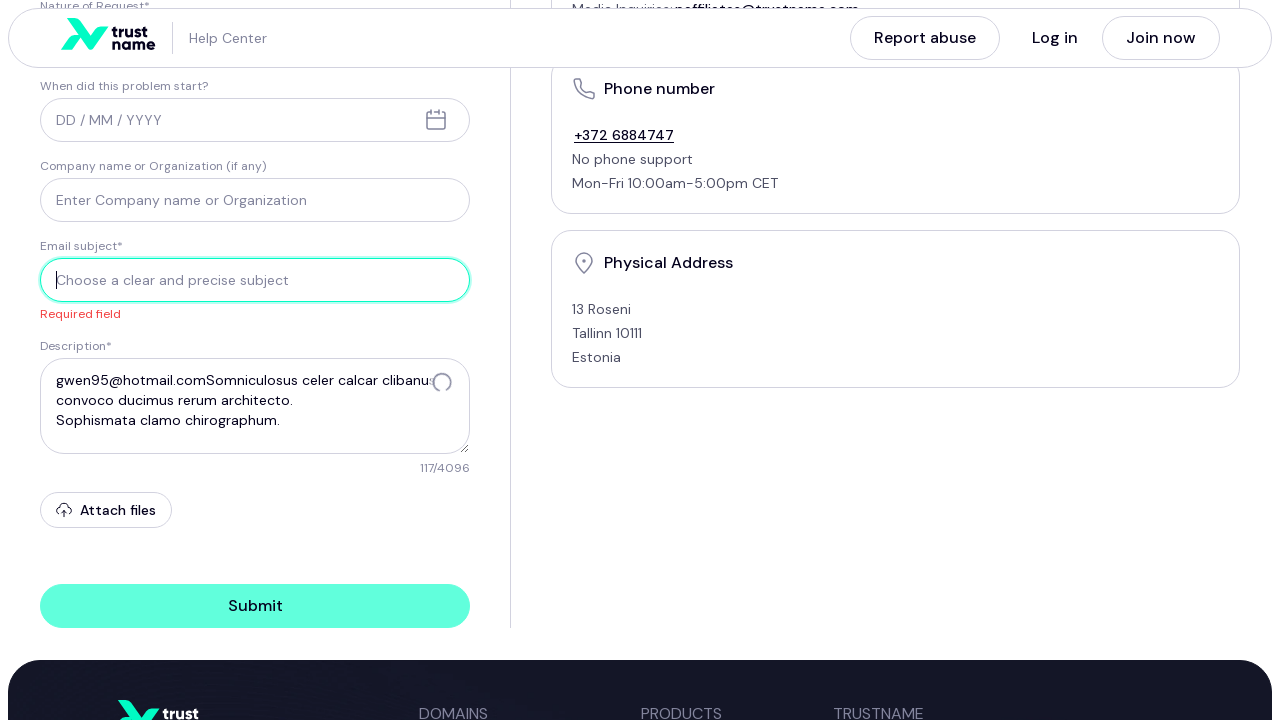 Nature of Request*
Media Inquiries: naffiliates@trustname.com
trust
name
Help Center
Report abuse
Log in
Join now
When did this problem start?
DD / MM / YYYY
Company name or Organization (if any)
Enter Company name or Organization
Email subject*
Choose a clear and precise subject
Required field
Description*
gwen95@hotmail.comSomniculosus celer calcar clibanus
convoco ducimus rerum architecto.
Sophismata clamo chirographum.
117/4096
Attach files
Submit
Phone number
+372 6884747
No phone support
Mon-Fri 10:00am-5:00pm CET
Physical Address
13 Roseni
Tallinn 10111
Estonia
trust
DOMAINS
PRODUCTS
TRUSTNAME